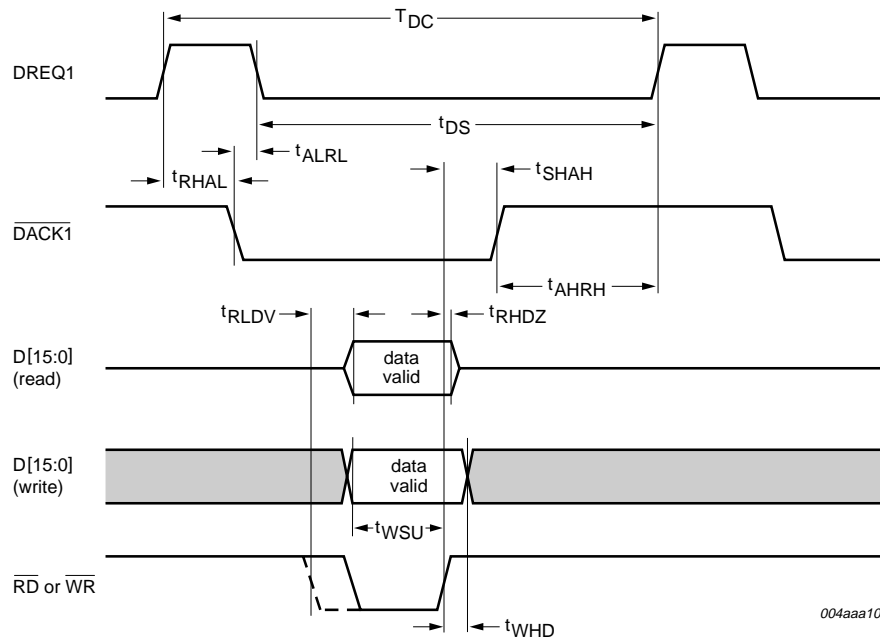 T_DC
DREQ1
t_DS
t_ALRL
t_RHAL
t_SHAH
DACK1
t_AHRH
t_RLDV
t_RHDZ
D[15:0]
(read)
data
valid
D[15:0]
(write)
data
valid
t_WSU
RD or WR
t_WHD
004aaa10